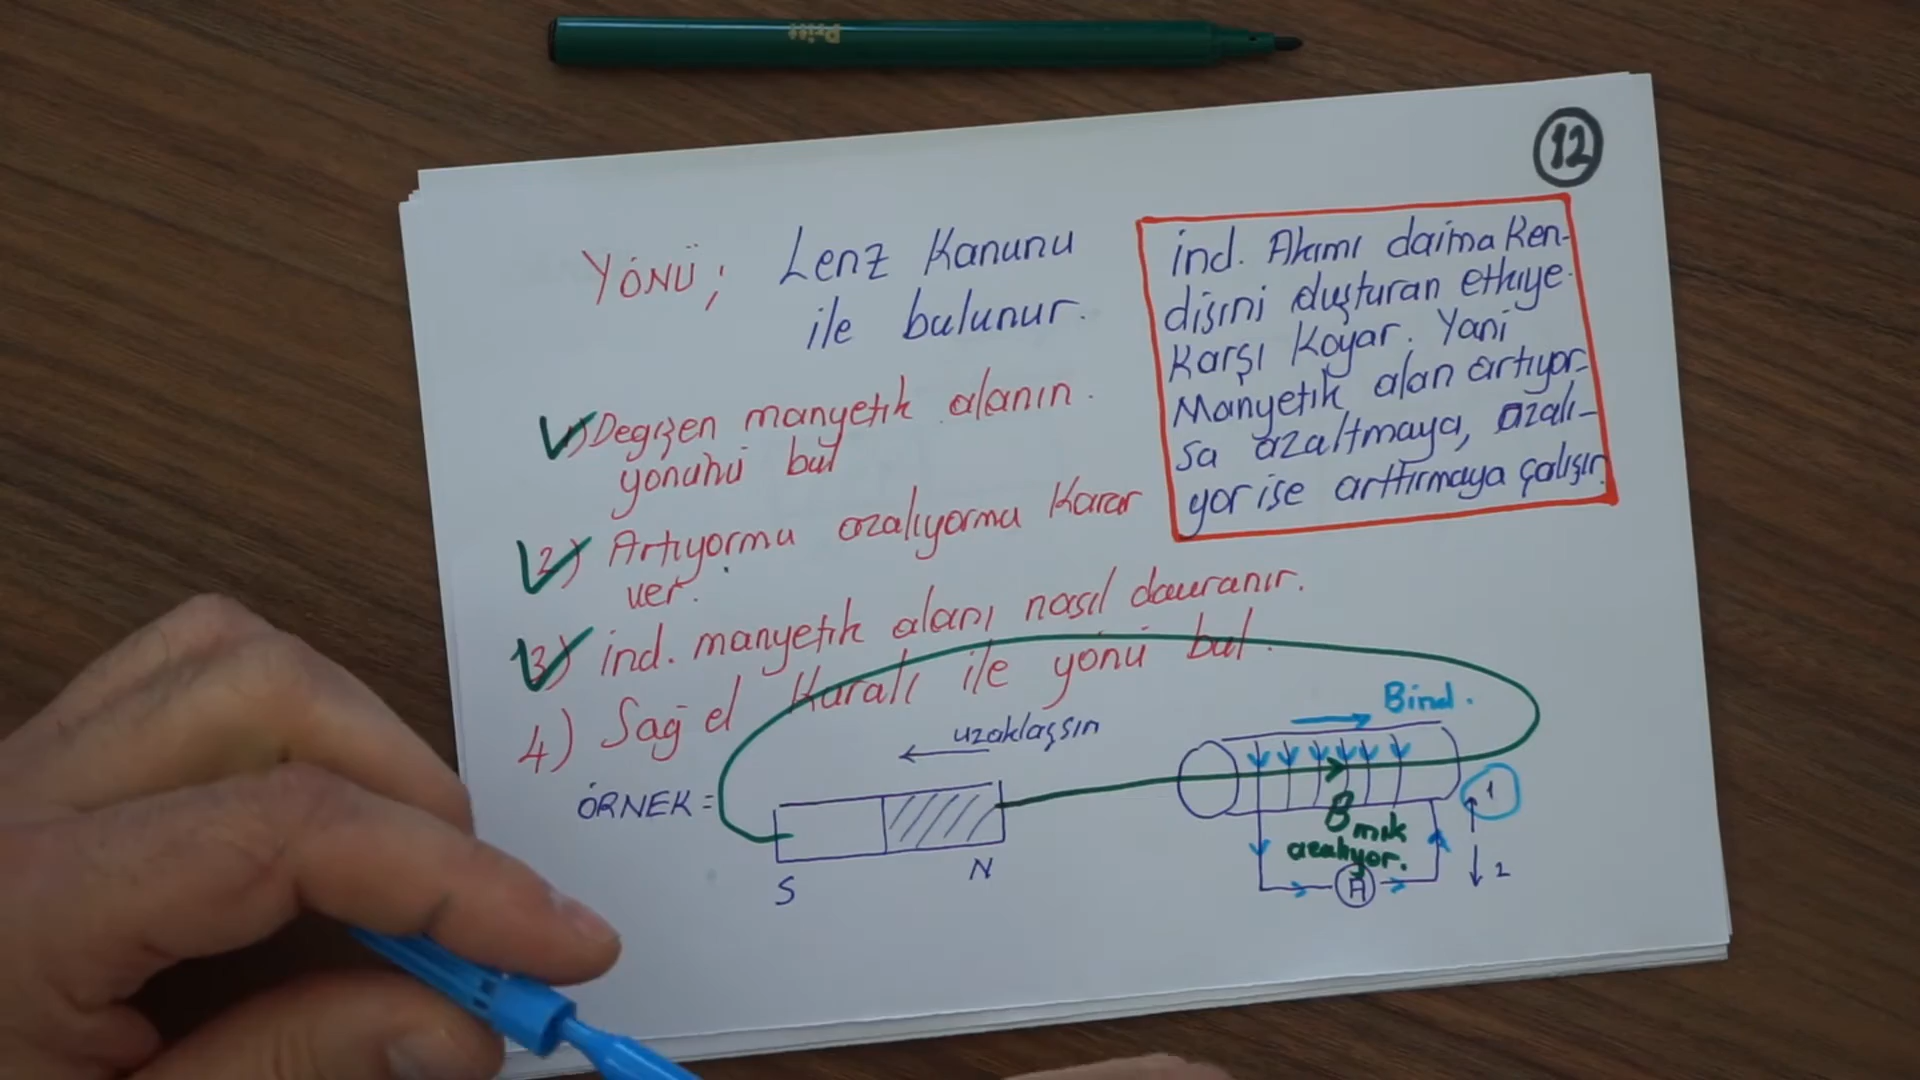 Pritt
12
YÖNÜ; Lenz Kanunu
ile bulunur.
ind. Akımı daima Ken-
disini oluşturan etkiye
Karşı Koyar. Yani
Manyetik alan artıyor-
sa azaltmaya, azalı-
yor ise arttırmaya çalışır.
1) Değişen manyetik alanın
yönünü bul
2) Artıyormu azalıyormu Karar
ver.
3) ind. manyetik alanı nasıl davranır.
4) Sağ el Kuralı ile yönü bul.
ÖRNEK =
uzaklaşsın
S
N
Bind.
Bmık
azalıyor.
A
1
2